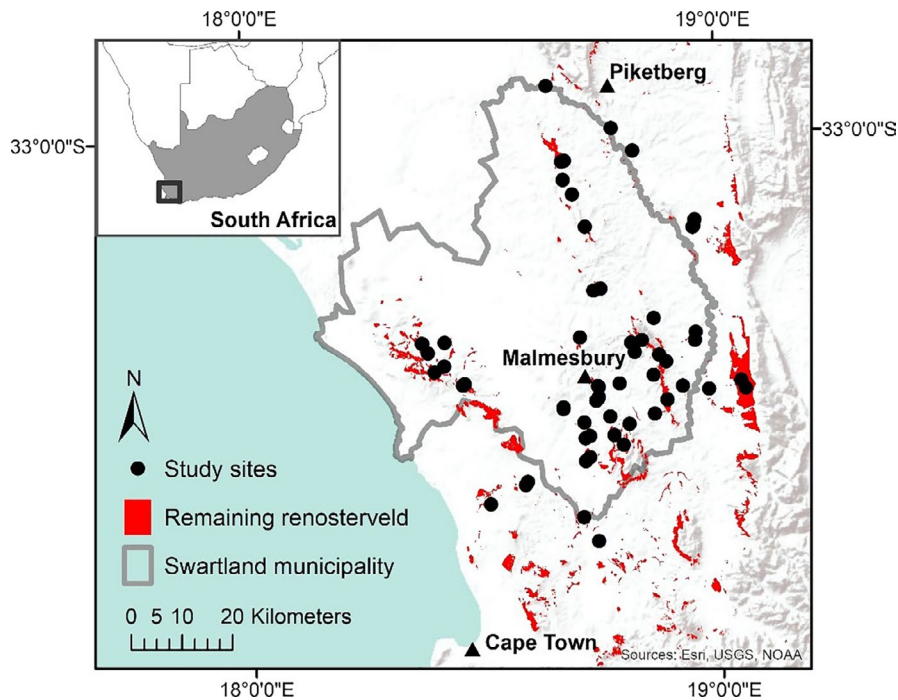 18°0'0"E
19°0'0"E
Piketberg
33°0'0"S
33°0'0"S
South Africa
Malmesbury
N
Study sites
Remaining renosterveld
Swartland municipality
0 5 10 20 Kilometers
Cape Town
Sources: Esri, USGS, NOAA
18°0'0"E
19°0'0"E